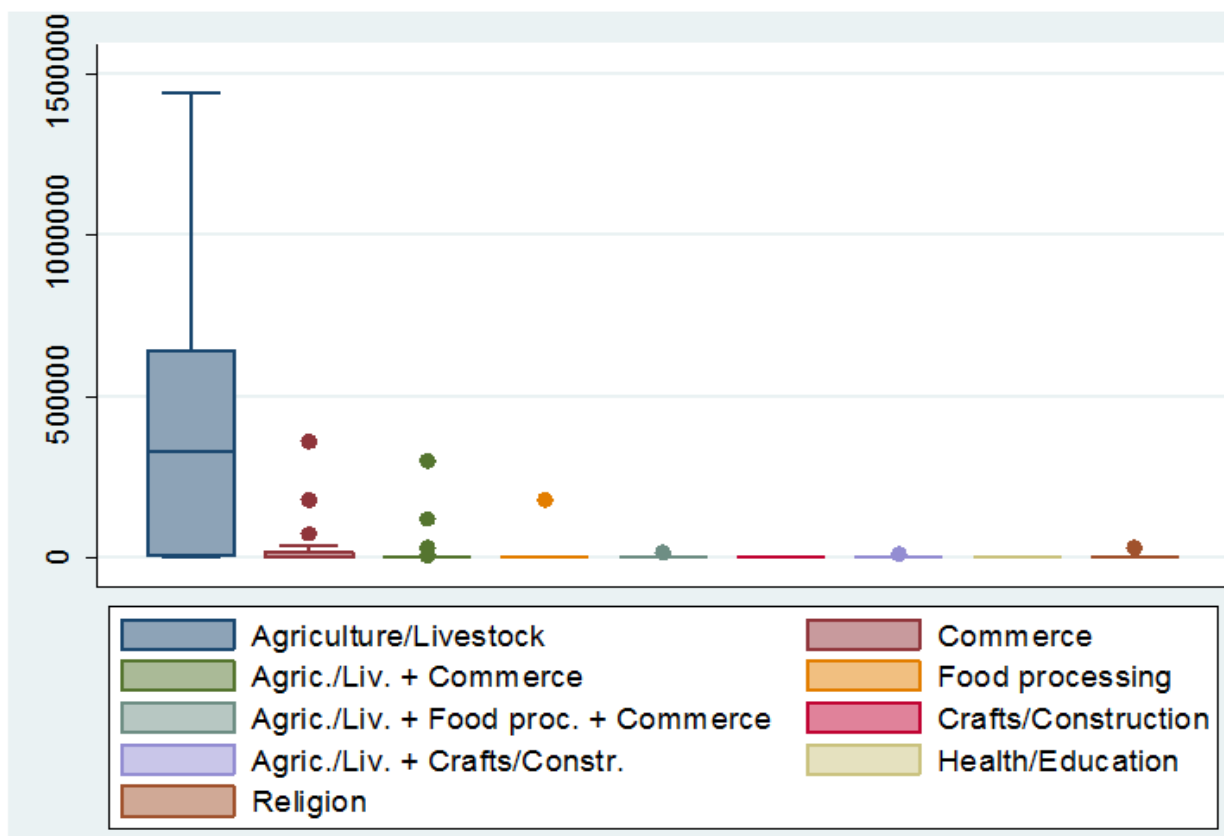 1500000
1000000
500000
0
Agriculture/Livestock
Commerce
Agric./Liv. + Commerce
Food processing
Agric./Liv. + Food proc. + Commerce
Crafts/Construction
Agric./Liv. + Crafts/Constr.
Health/Education
Religion